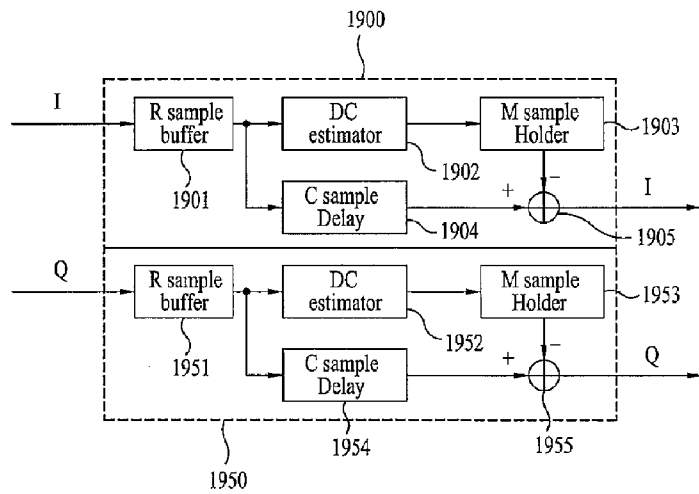 1900
I
R sample
buffer
1901
DC
estimator
1902
M sample
Holder
1903
C sample
Delay
1904
+
−
1905
I
Q
R sample
buffer
1951
DC
estimator
1952
M sample
Holder
1953
C sample
Delay
1954
+
−
1955
Q
1950